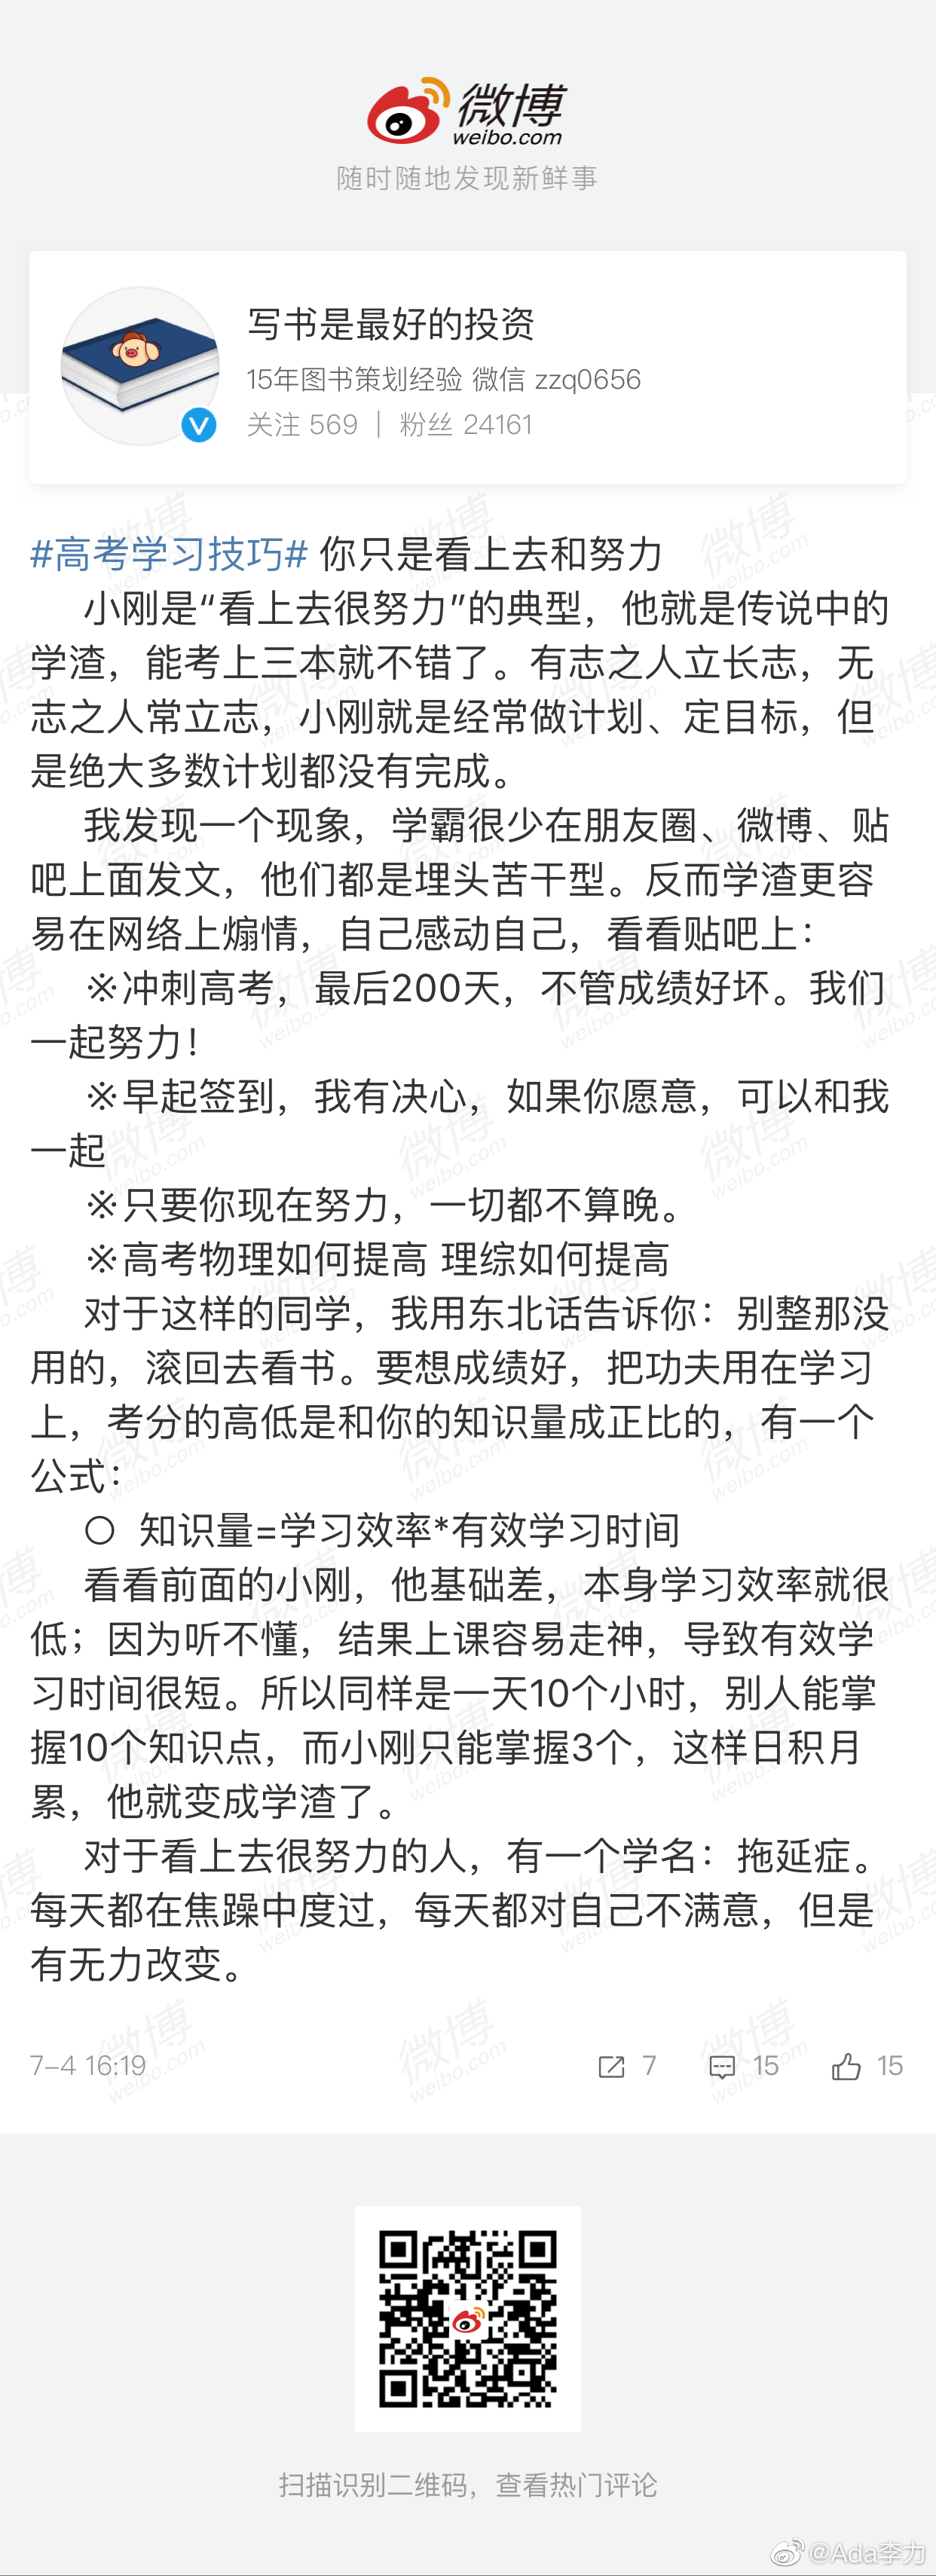 微博
weibo.com
随时随地发现新鲜事
写书是最好的投资
15年图书策划经验 微信 zzq0656
关注 569 | 粉丝 24161
#高考学习技巧# 你只是看上去和努力
小刚是“看上去很努力”的典型，他就是传说中的
学渣，能考上三本就不错了。有志之人立长志，无
志之人常立志，小刚就是经常做计划、定目标，但
是绝大多数计划都没有完成。
我发现一个现象，学霸很少在朋友圈、微博、贴
吧上面发文，他们都是埋头苦干型。反而学渣更容
易在网络上煽情，自己感动自己，看看贴吧上：
※冲刺高考，最后200天，不管成绩好坏。我们
一起努力！
※早起签到，我有决心，如果你愿意，可以和我
一起
※只要你现在努力，一切都不算晚。
※高考物理如何提高 理综如何提高
对于这样的同学，我用东北话告诉你：别整那没
用的，滚回去看书。要想成绩好，把功夫用在学习
上，考分的高低是和你的知识量成正比的，有一个
公式：
○ 知识量=学习效率*有效学习时间
看看前面的小刚，他基础差，本身学习效率就很
低；因为听不懂，结果上课容易走神，导致有效学
习时间很短。所以同样是一天10个小时，别人能掌
握10个知识点，而小刚只能掌握3个，这样日积月
累，他就变成学渣了。
对于看上去很努力的人，有一个学名：拖延症。
每天都在焦躁中度过，每天都对自己不满意，但是
有无力改变。
7-4 16:19 7 15 15
扫描识别二维码，查看热门评论
@Ada李力